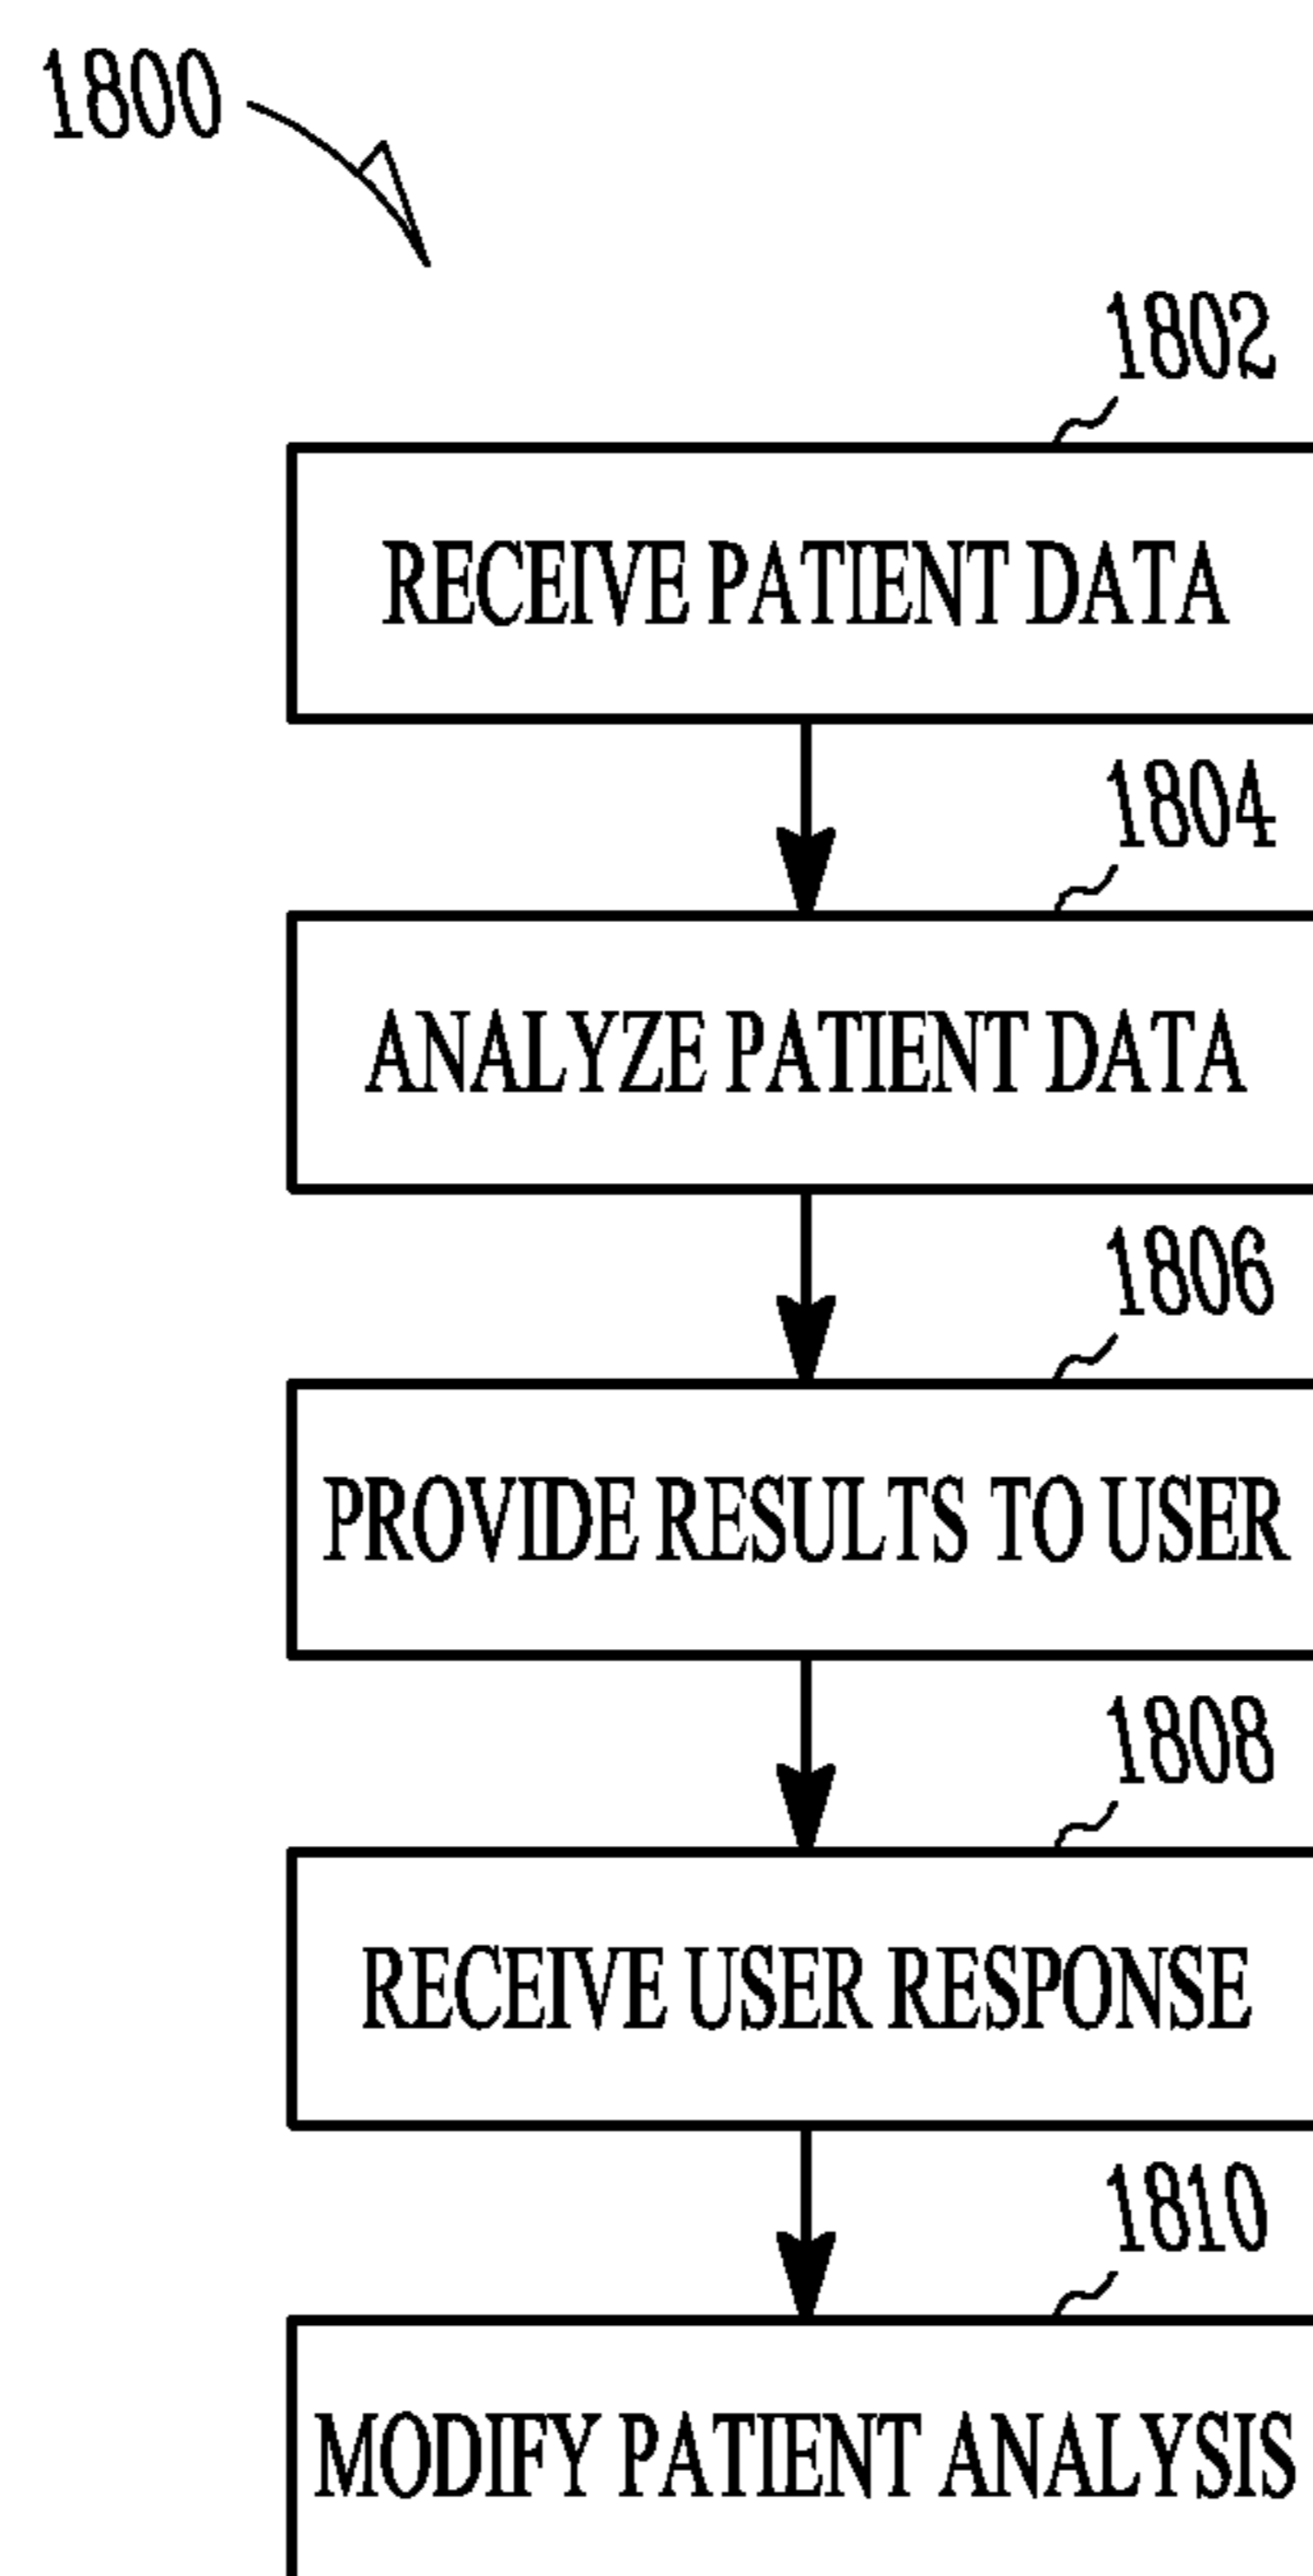 1800
1802
RECEIVE PATIENT DATA
1804
ANALYZE PATIENT DATA
1806
PROVIDE RESULTS TO USER
1808
RECEIVE USER RESPONSE
1810
MODIFY PATIENT ANALYSIS